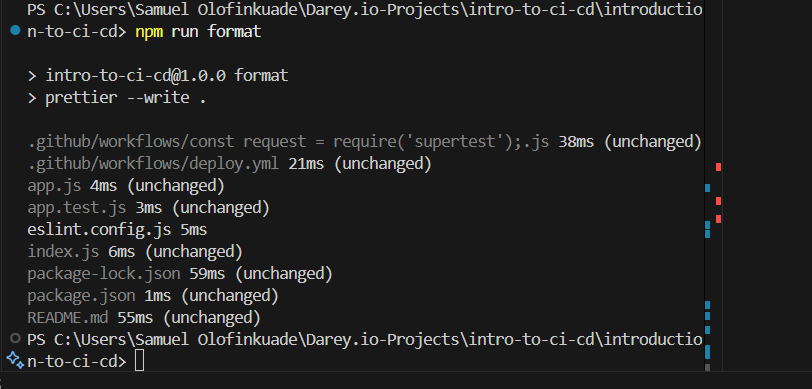 PS C:\Users\Samuel Olofinkuade\Darey.io-Projects\intro-to-ci-cd\introductio
n-to-ci-cd> npm run format
> intro-to-ci-cd@1.0.0 format
> prettier --write .
.github/workflows/const request = require('supertest');.js 38ms (unchanged)
.github/workflows/deploy.yml 21ms (unchanged)
app.js 4ms (unchanged)
app.test.js 3ms (unchanged)
eslint.config.js 5ms
index.js 6ms (unchanged)
package-lock.json 59ms (unchanged)
package.json 1ms (unchanged)
README.md 55ms (unchanged)
PS C:\Users\Samuel Olofinkuade\Darey.io-Projects\intro-to-ci-cd\introductio
n-to-ci-cd>